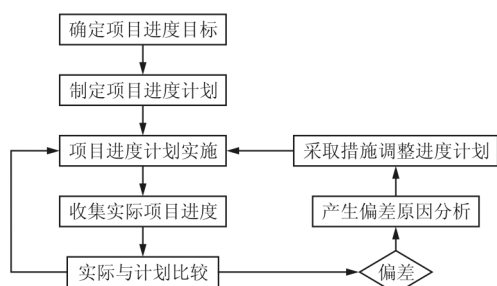 确定项目进度目标
制定项目进度计划
项目进度计划实施
采取措施调整进度计划
收集实际项目进度
产生偏差原因分析
实际与计划比较
偏差